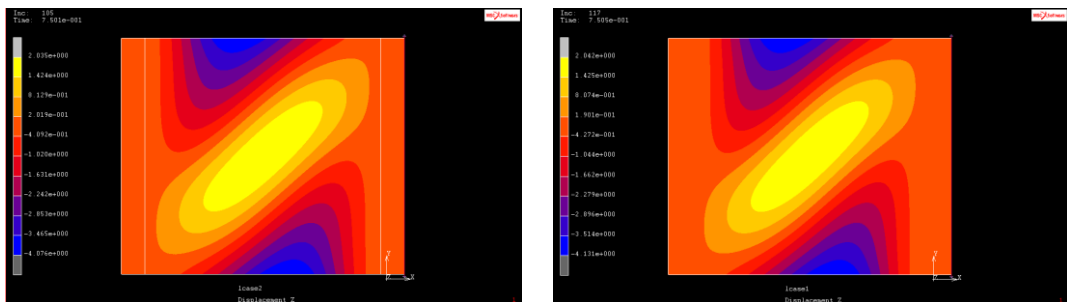 Inc: 105
Time: 7.501e-001
2.035e+000
1.424e+000
8.129e-001
2.019e-001
-4.092e-001
-1.020e+000
-1.631e+000
-2.242e+000
-2.853e+000
-3.465e+000
-4.076e+000
lcase2
Displacement Z
Y
Z
X
1
Inc: 117
Time: 7.505e-001
2.042e+000
1.425e+000
8.074e-001
1.901e-001
-4.272e-001
-1.044e+000
-1.662e+000
-2.279e+000
-2.896e+000
-3.514e+000
-4.131e+000
lcase1
Displacement Z
Y
Z
X
1